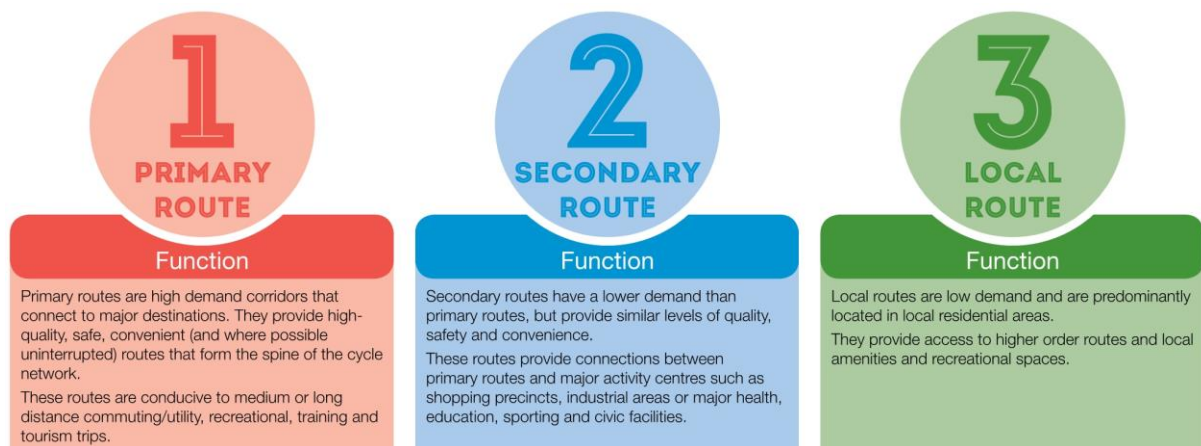 1
PRIMARY
ROUTE
Function
Primary routes are high demand corridors that
connect to major destinations. They provide high-
quality, safe, convenient (and where possible
uninterrupted) routes that form the spine of the cycle
network.
These routes are conducive to medium or long
distance commuting/utility, recreational, training and
tourism trips.
2
SECONDARY
ROUTE
Function
Secondary routes have a lower demand than
primary routes, but provide similar levels of quality,
safety and convenience.
These routes provide connections between
primary routes and major activity centres such as
shopping precincts, industrial areas or major health,
education, sporting and civic facilities.
3
LOCAL
ROUTE
Function
Local routes are low demand and are predominantly
located in local residential areas.
They provide access to higher order routes and local
amenities and recreational spaces.